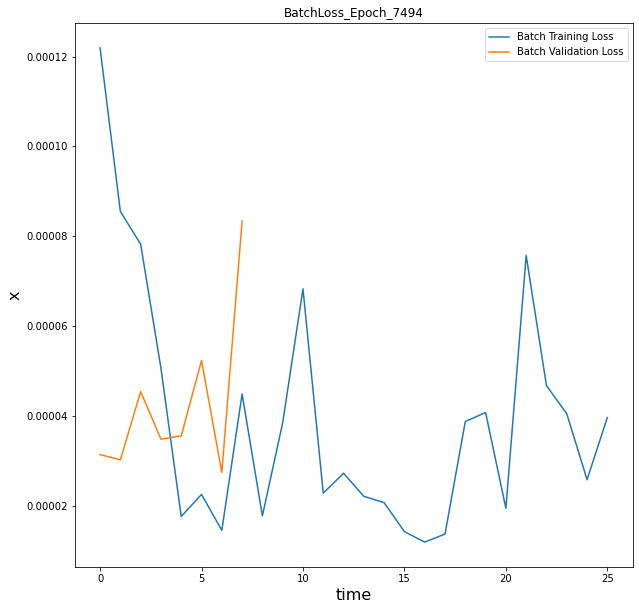 BatchLoss_Epoch_7494
Batch Training Loss
Batch Validation Loss
0.00012
0.00010
0.00008
0.00006
0.00004
0.00002
x
0 5 10 15 20 25
time